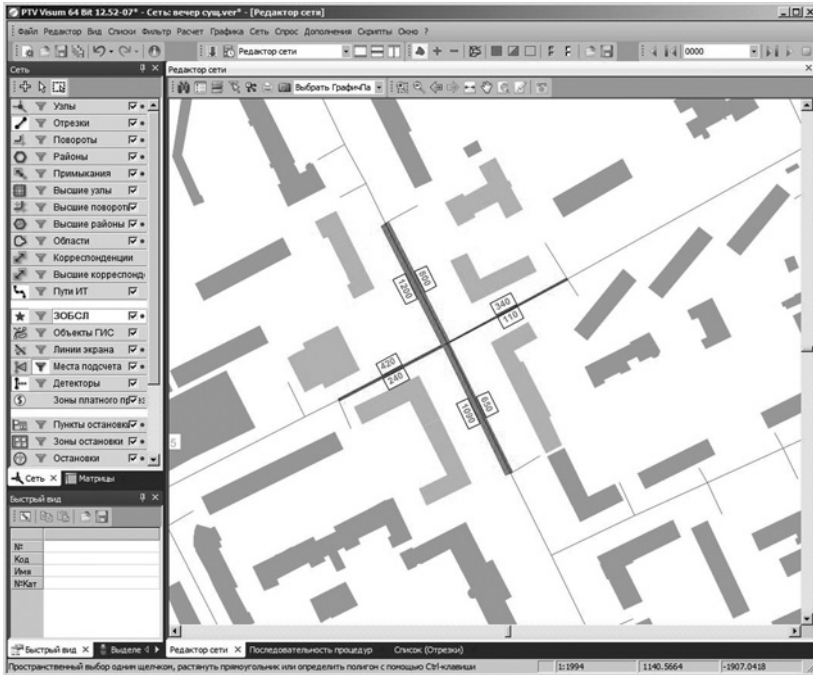 PTV Visum 64 Bit 12.52-07* - Сеть: вечер сущ.ver* - [Редактор сети]
Файл Редактор Вид Списки Фильтр Расчет Графика Сеть Спрос Дополнения Скрипты Окно ?
Редактор сети
0000
Сеть
Редактор сети
Выбрать ГрафичПа
Узлы
Отрезки
Повороты
Районы
Примыкания
Высшие узлы
Высшие поворот
Высшие районы
Области
Корреспонденции
Высшие корреспонд
Пути ИТ
ЗОБСЛ
Объекты ГИС
Линии экрана
Места подсчета
Детекторы
Зоны платного пр
Пункты остановк
Зоны остановки
Остановки
Сеть
Матрицы
Быстрый вид
№
Код
Имя
№Кат
800
1200
340
110
420
240
650
1090
5
Быстрый вид
Выделе
Редактор сети
Последовательность процедур
Список (Отрезки)
Пространственный выбор одним щелчком, растянуть прямоугольник или определить полигон с помощью Ctrl-клавиши
1:1994
1140.5664
-1907.0418